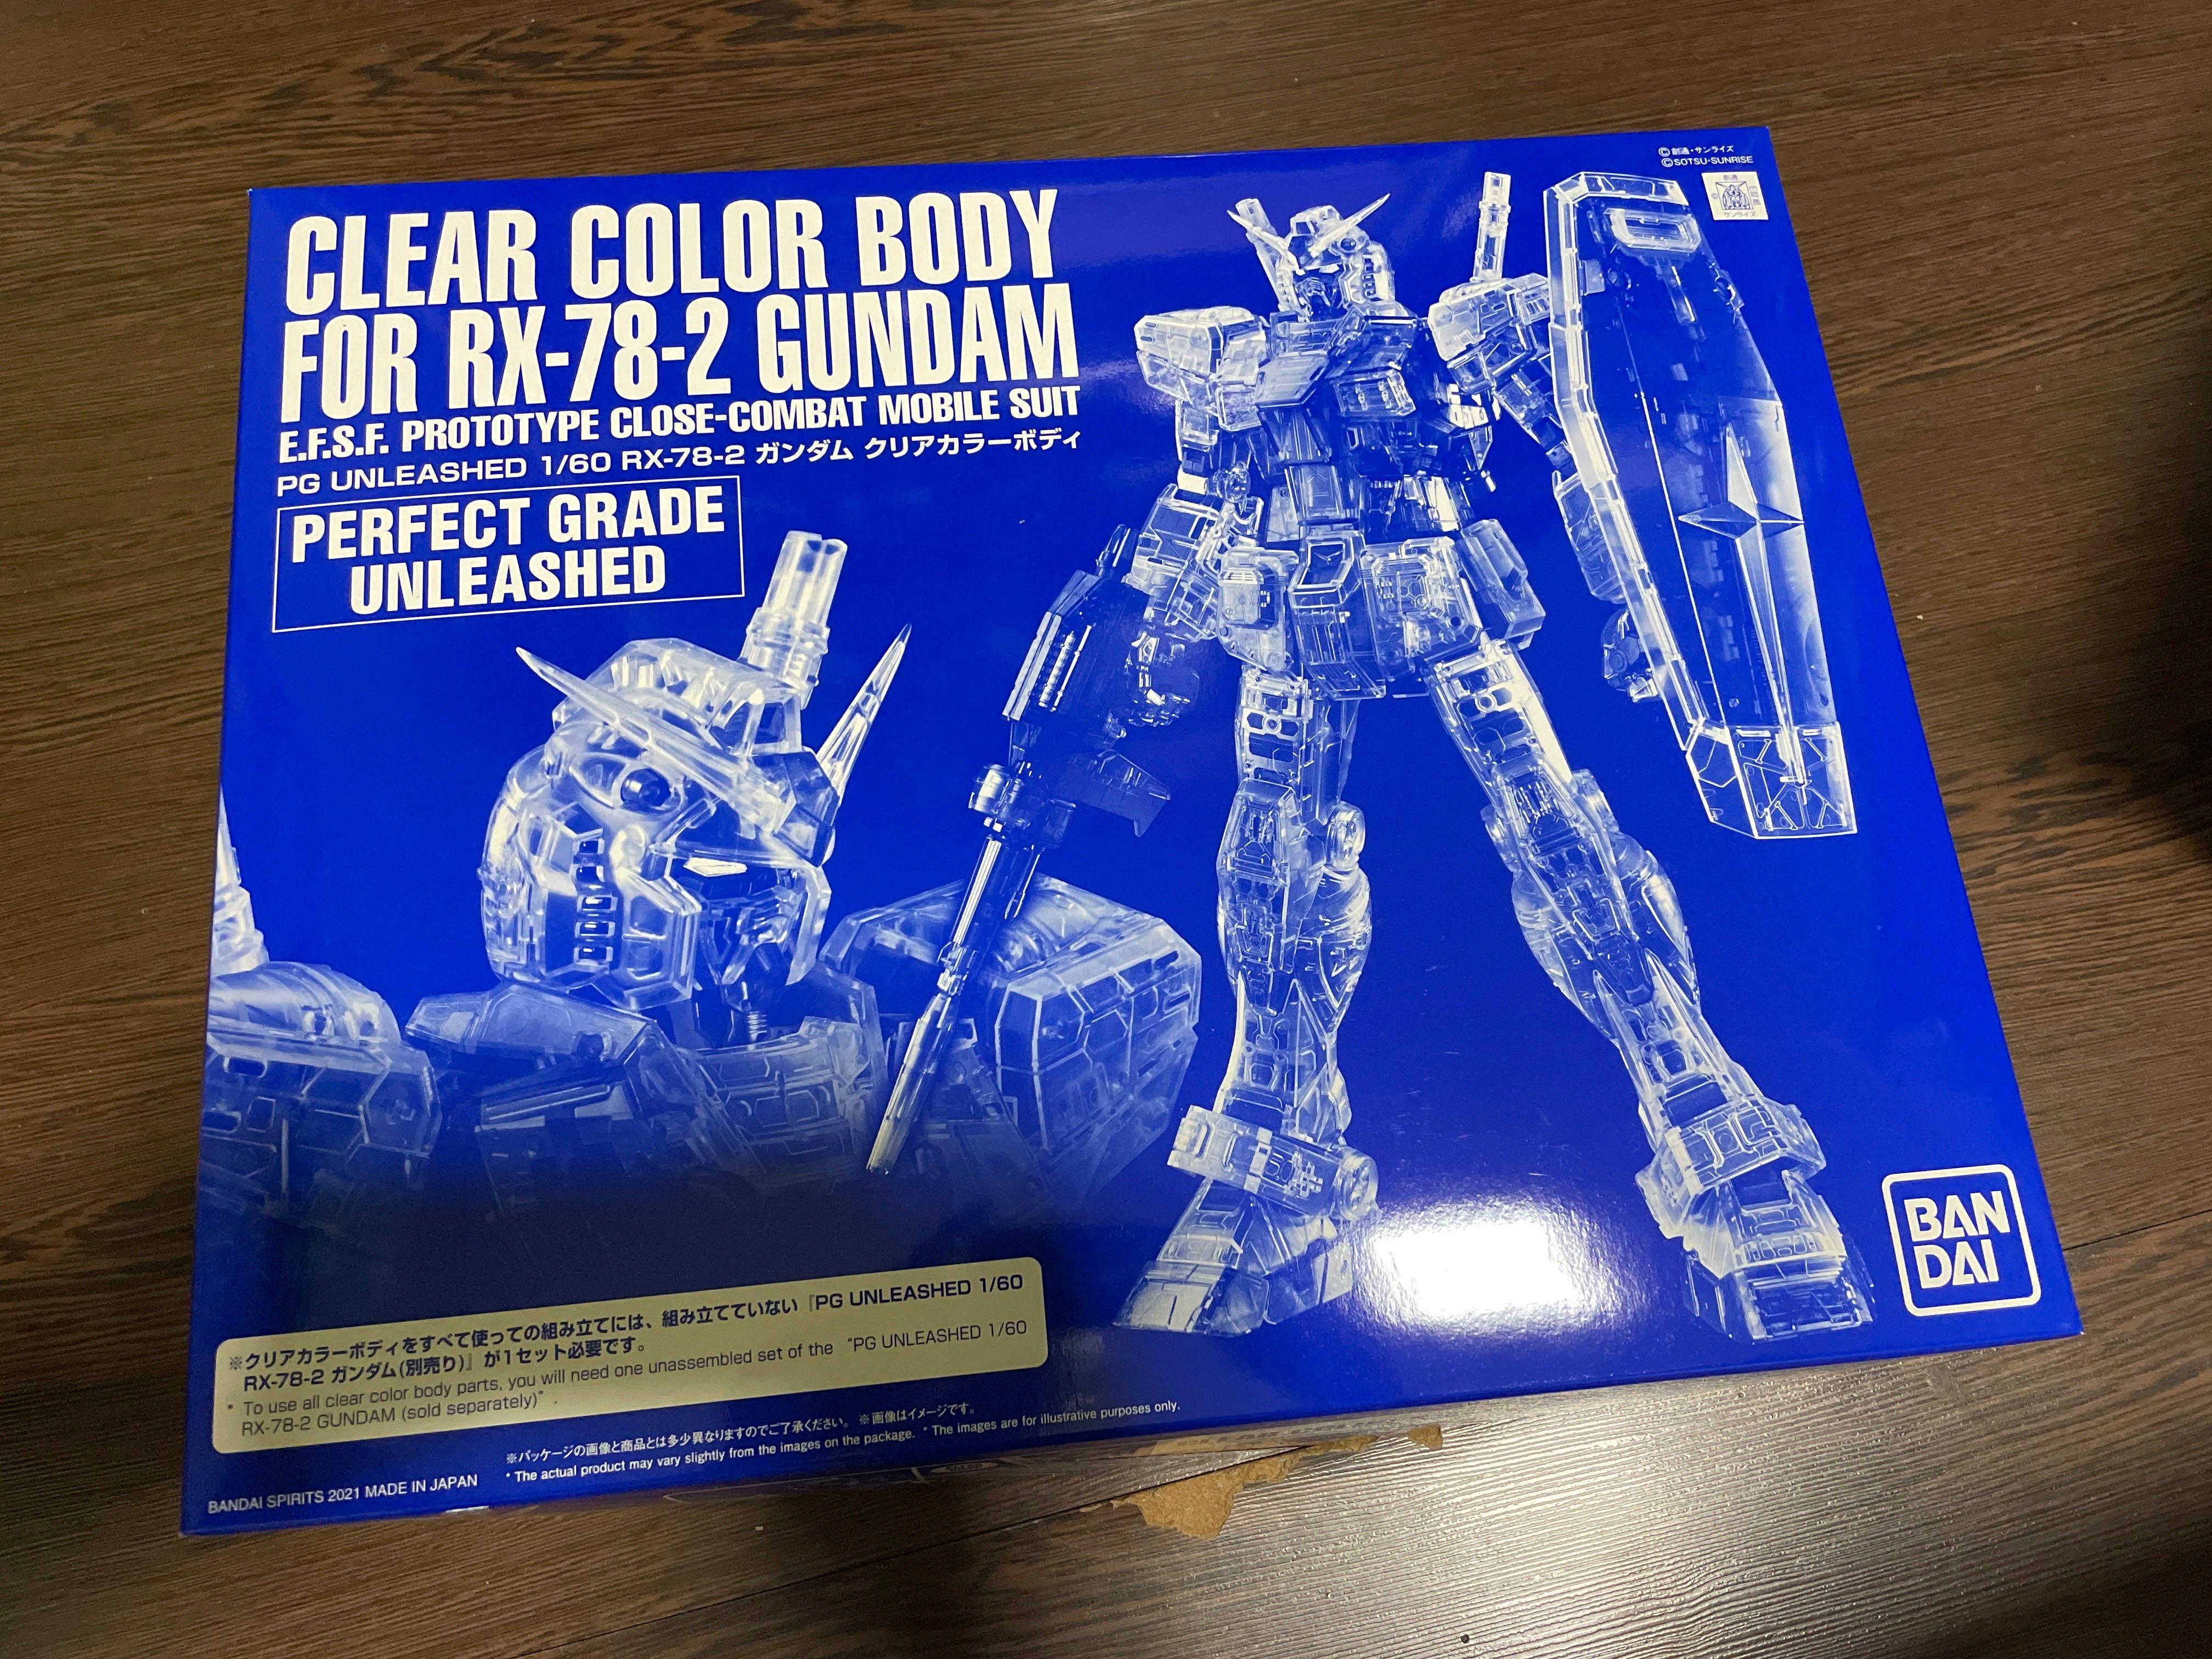 CLEAR COLOR BODY
FOR RX-78-2 GUNDAM
E.F.S.F. PROTOTYPE CLOSE-COMBAT MOBILE SUIT
PG UNLEASHED 1/60 RX-78-2 ガンダム クリアカラーボディ
PERFECT GRADE
UNLEASHED
©創通・サンライズ
©SOTSU・SUNRISE
創通
サンライズ
BAN
DAI
※クリアカラーボディをすべて使っての組み立てには、組み立てていない『PG UNLEASHED 1/60
RX-78-2 ガンダム(別売り)』が1セット必要です。
* To use all clear color body parts, you will need one unassembled set of the “PG UNLEASHED 1/60
RX-78-2 GUNDAM (sold separately)”
※パッケージの画像と商品とは多少異なりますのでご了承ください。 ※画像はイメージです。
* The actual product may vary slightly from the images on the package. * The images are for illustrative purposes only.
BANDAI SPIRITS 2021 MADE IN JAPAN